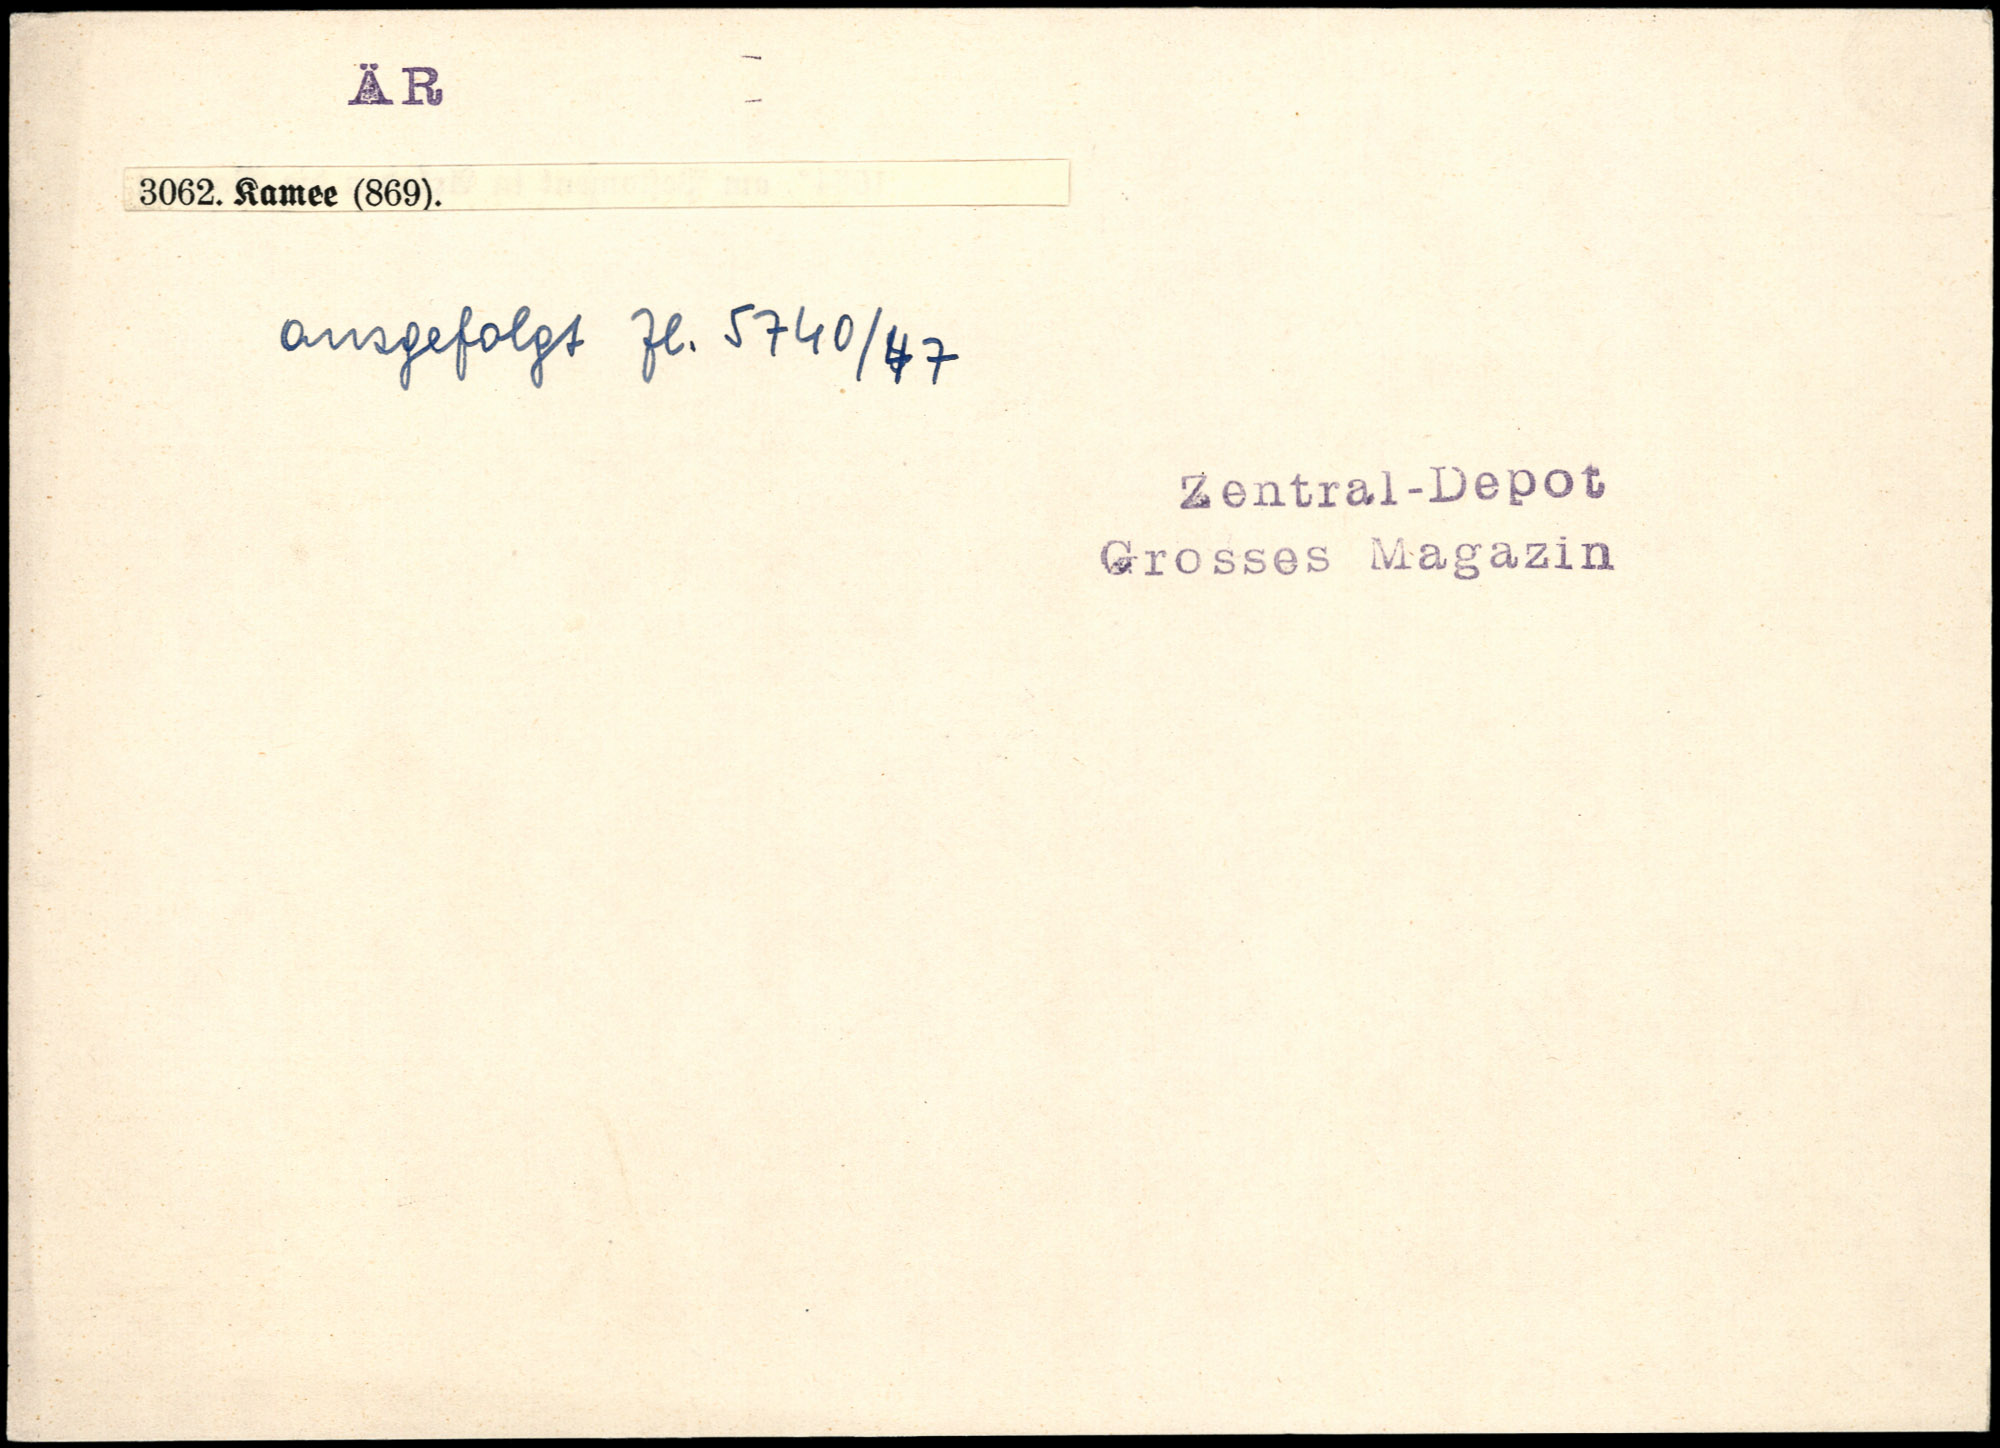 ÄR
3062. Kamee (869).
ausgefolgt Zl. 5740/47
Zentral-Depot
Grosses Magazin